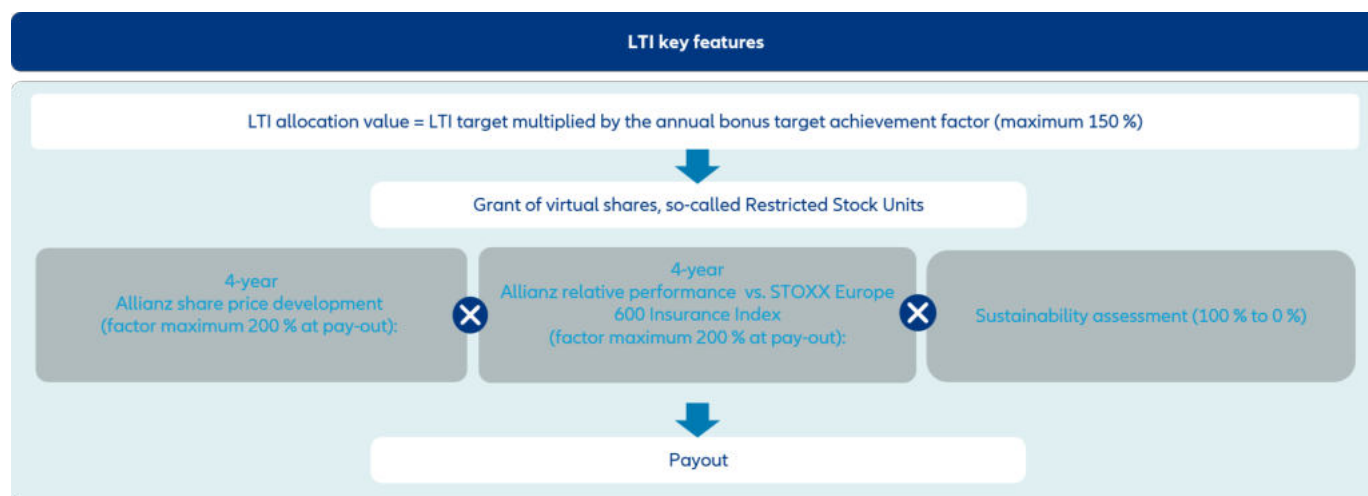 LTI key features
LTI allocation value = LTI target multiplied by the annual bonus target achievement factor (maximum 150 %)
Grant of virtual shares, so-called Restricted Stock Units
4-year
Allianz share price development
(factor maximum 200 % at pay-out):
4-year
Allianz relative performance vs. STOXX Europe
600 Insurance Index
(factor maximum 200 % at pay-out):
Sustainability assessment (100 % to 0 %)
Payout